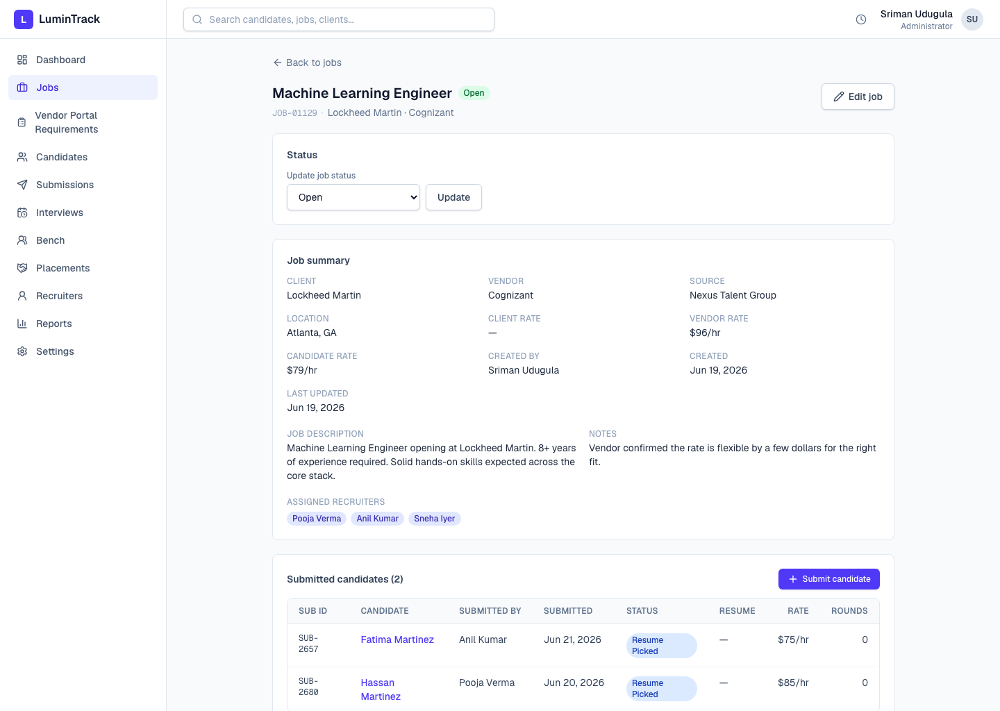 L LuminTrack
Search candidates, jobs, clients...
Sriman Udugula
Administrator
SU
Dashboard
Jobs
Vendor Portal
Requirements
Candidates
Submissions
Interviews
Bench
Placements
Recruiters
Reports
Settings
Back to jobs
Machine Learning Engineer Open
JOB-01129 · Lockheed Martin · Cognizant
Edit job
Status
Update job status
Open Update
Job summary
CLIENT VENDOR SOURCE
Lockheed Martin Cognizant Nexus Talent Group
LOCATION CLIENT RATE VENDOR RATE
Atlanta, GA — $96/hr
CANDIDATE RATE CREATED BY CREATED
$79/hr Sriman Udugula Jun 19, 2026
LAST UPDATED
Jun 19, 2026
JOB DESCRIPTION
Machine Learning Engineer opening at Lockheed Martin. 8+ years
of experience required. Solid hands-on skills expected across the
core stack.
NOTES
Vendor confirmed the rate is flexible by a few dollars for the right
fit.
ASSIGNED RECRUITERS
Pooja Verma Anil Kumar Sneha Iyer
Submitted candidates (2)
Submit candidate
SUB ID CANDIDATE SUBMITTED BY SUBMITTED STATUS RESUME RATE ROUNDS
SUB-
2657
Fatima Martinez
Anil Kumar
Jun 21, 2026
Resume
Picked
—
$75/hr
0
SUB-
2680
Hassan
Martinez
Pooja Verma
Jun 20, 2026
Resume
Picked
—
$85/hr
0